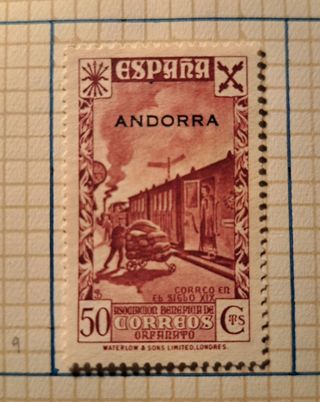 ESPAÑA
ANDORRA
CORREO EN
EL SIGLO XIX
ASOCIACION BENEFICA DE
50 CORREOS CTS
ORFANATO
WATERLOW & SONS LIMITED, LONDRES.
9